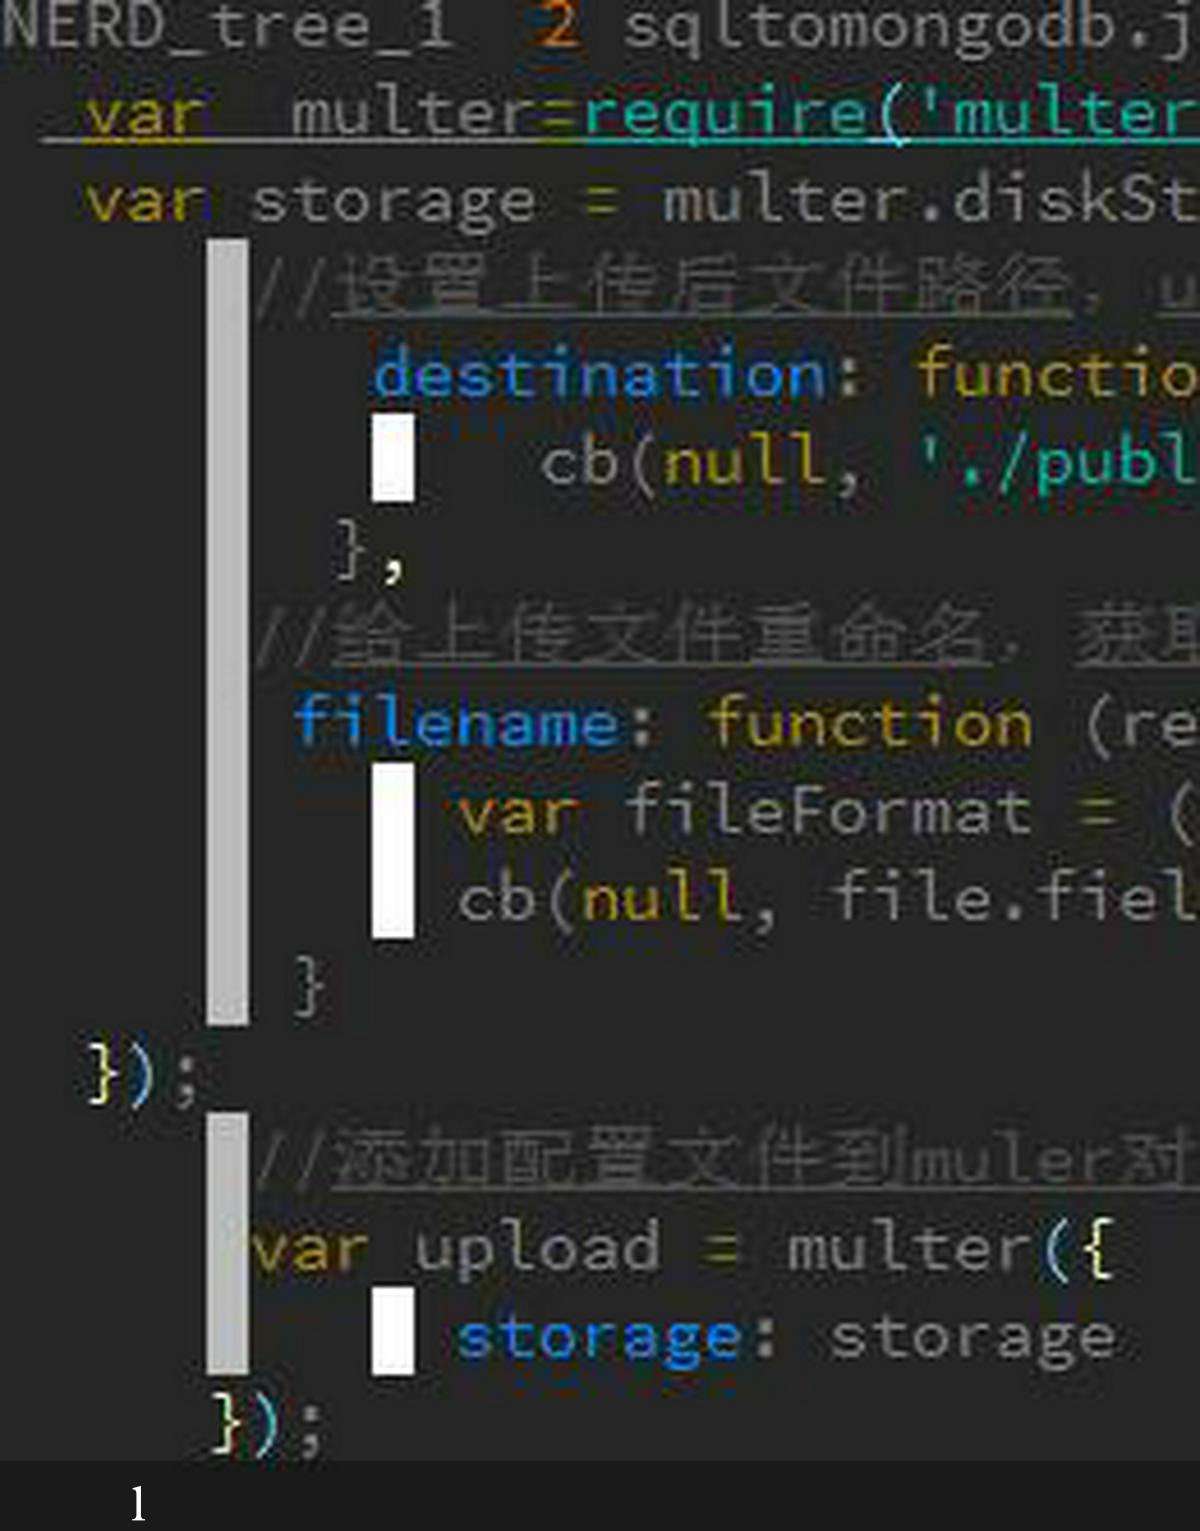 NERD_tree_1  2 sqltomongodb.j
var  multer=require('multer
var storage = multer.diskSt
//设置上传后文件路径, u
destination: functio
cb(null, './publ
},
//给上传文件重命名, 获取
filename: function (re
var fileFormat = (
cb(null, file.fiel
}
});
//添加配置文件到muler对
var upload = multer({
storage: storage
});
1